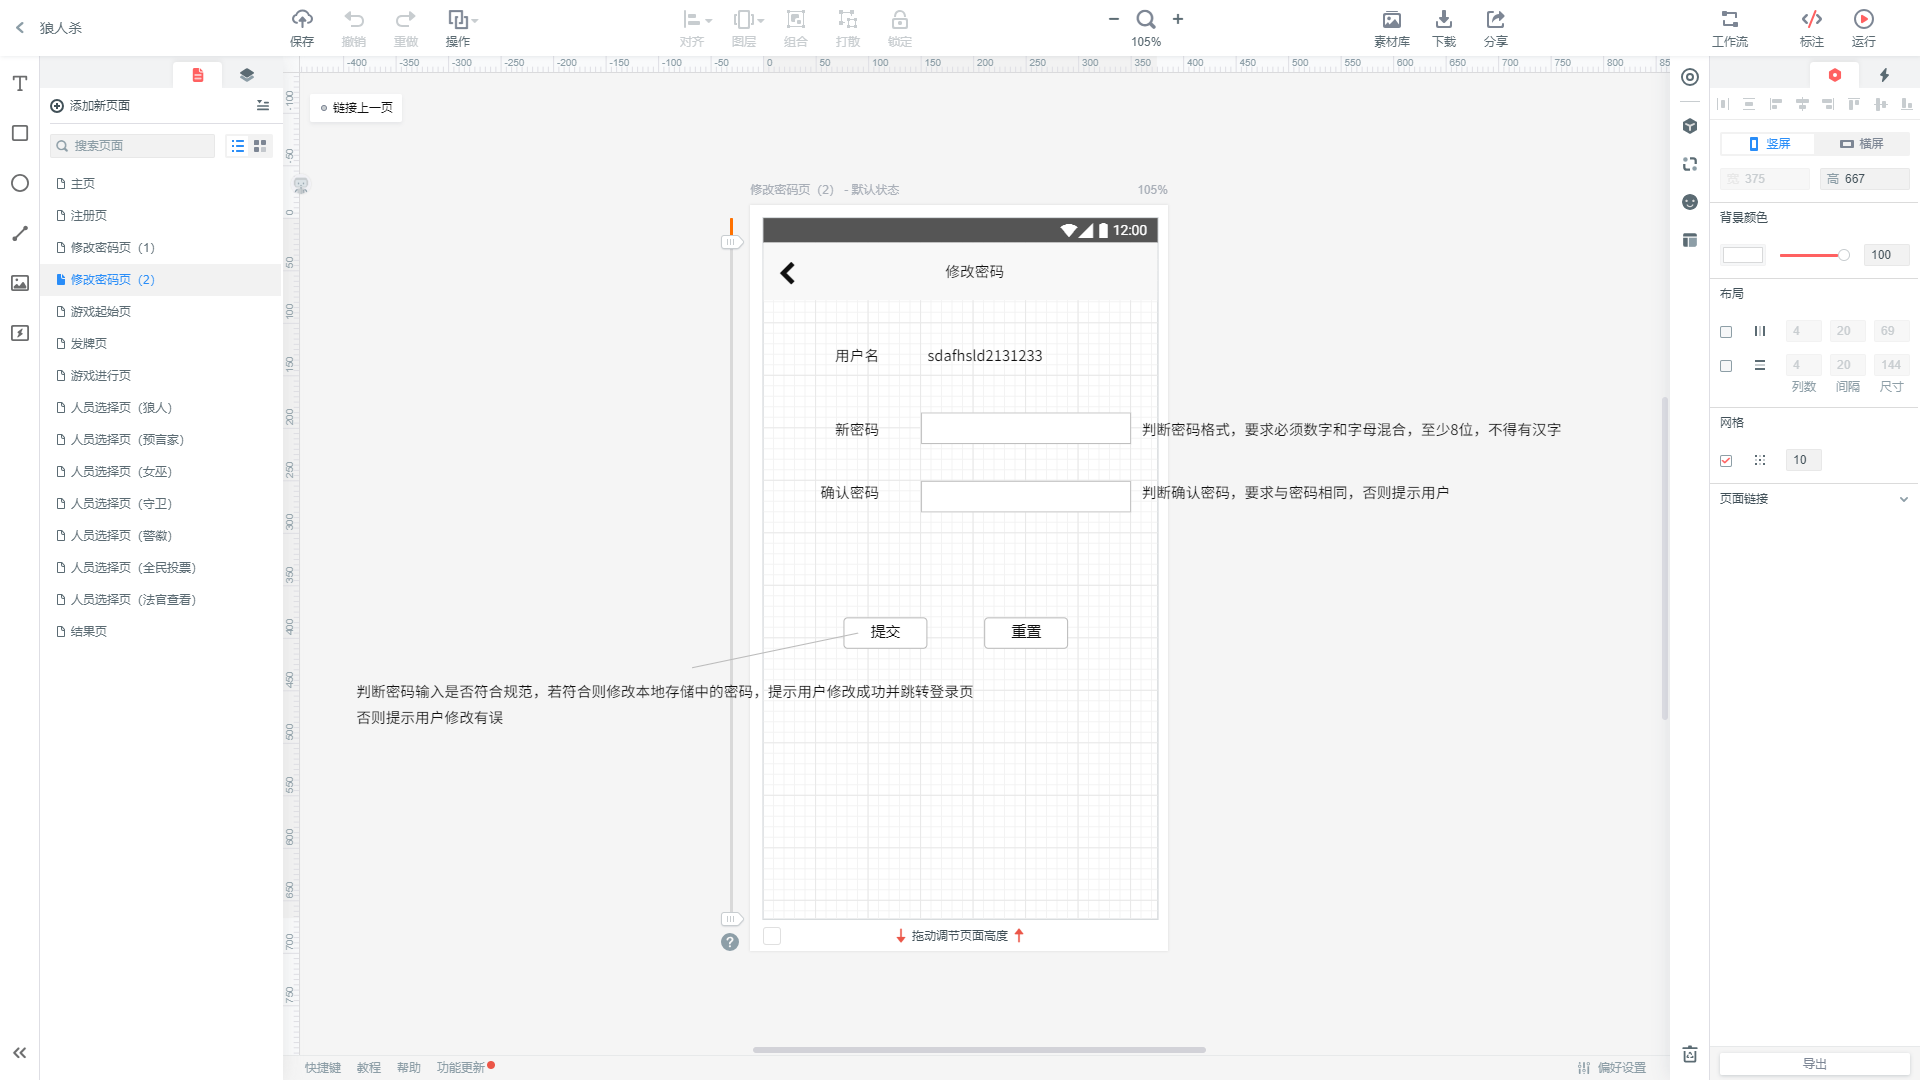 狼人杀
保存
撤销
重做
操作
对齐
图层
组合
打散
锁定
105%
素材库
下载
分享
工作流
标注
运行
-400 -350 -300 -250 -200 -150 -100 -50 0 50 100 150 200 250 300 350 400 450 500 550 600 650 700 750 800 85
-100 -50 0 50 100 150 200 250 300 350 400 450 500 550 600 650 700 750
添加新页面
搜索页面
主页
注册页
修改密码页（1）
修改密码页（2）
游戏起始页
发牌页
游戏进行页
人员选择页（狼人）
人员选择页（预言家）
人员选择页（女巫）
人员选择页（守卫）
人员选择页（警徽）
人员选择页（全民投票）
人员选择页（法官查看）
结果页
链接上一页
修改密码页（2） - 默认状态
105%
12:00
修改密码
用户名
sdafhsld2131233
新密码
判断密码格式，要求必须数字和字母混合，至少8位，不得有汉字
确认密码
判断确认密码，要求与密码相同，否则提示用户
提交
重置
判断密码输入是否符合规范，若符合则修改本地存储中的密码，提示用户修改成功并跳转登录页
否则提示用户修改有误
?
拖动调节页面高度
快捷键
教程
帮助
功能更新
偏好设置
竖屏
横屏
宽 375
高 667
背景颜色
100
布局
4 20 69
4 20 144
列数 间隔 尺寸
网格
10
页面链接
导出